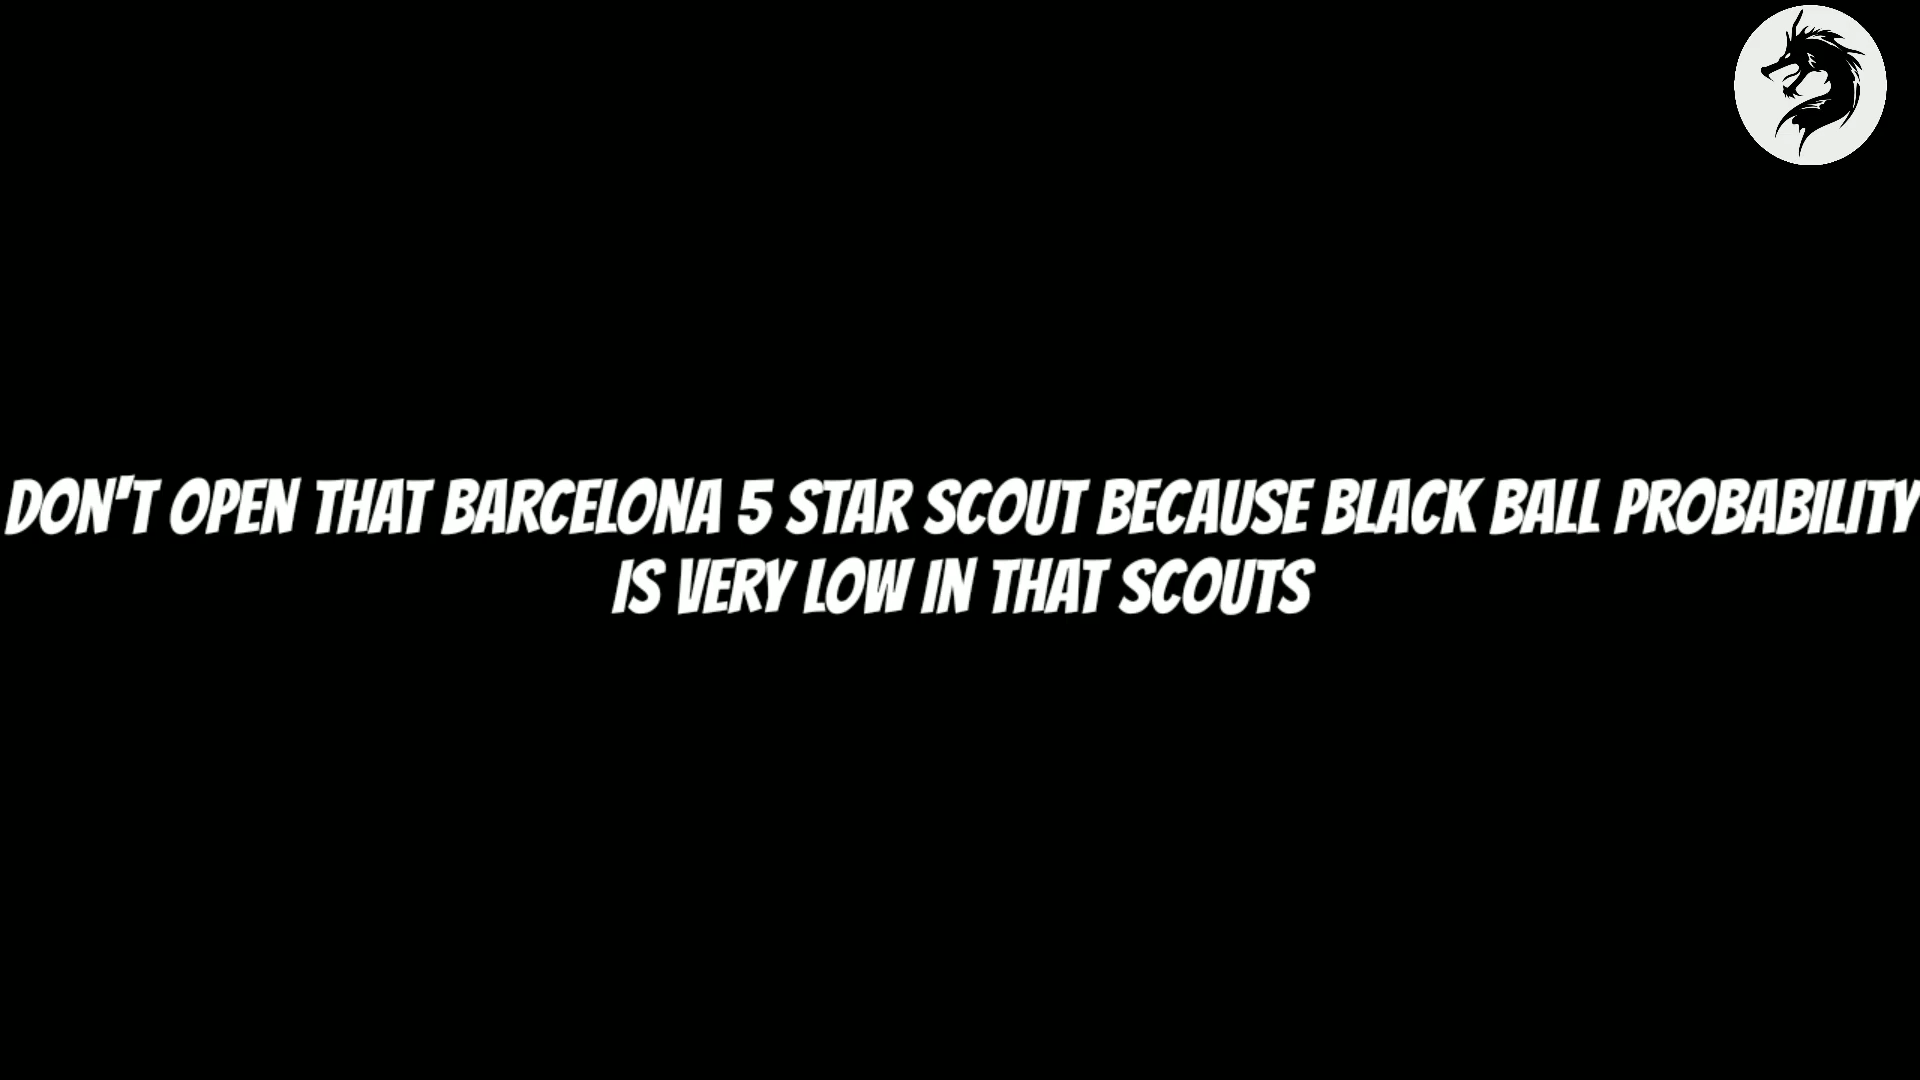 DON'T OPEN THAT BARCELONA 5 STAR SCOUT BECAUSE BLACK BALL PROBABILITY
IS VERY LOW IN THAT SCOUTS